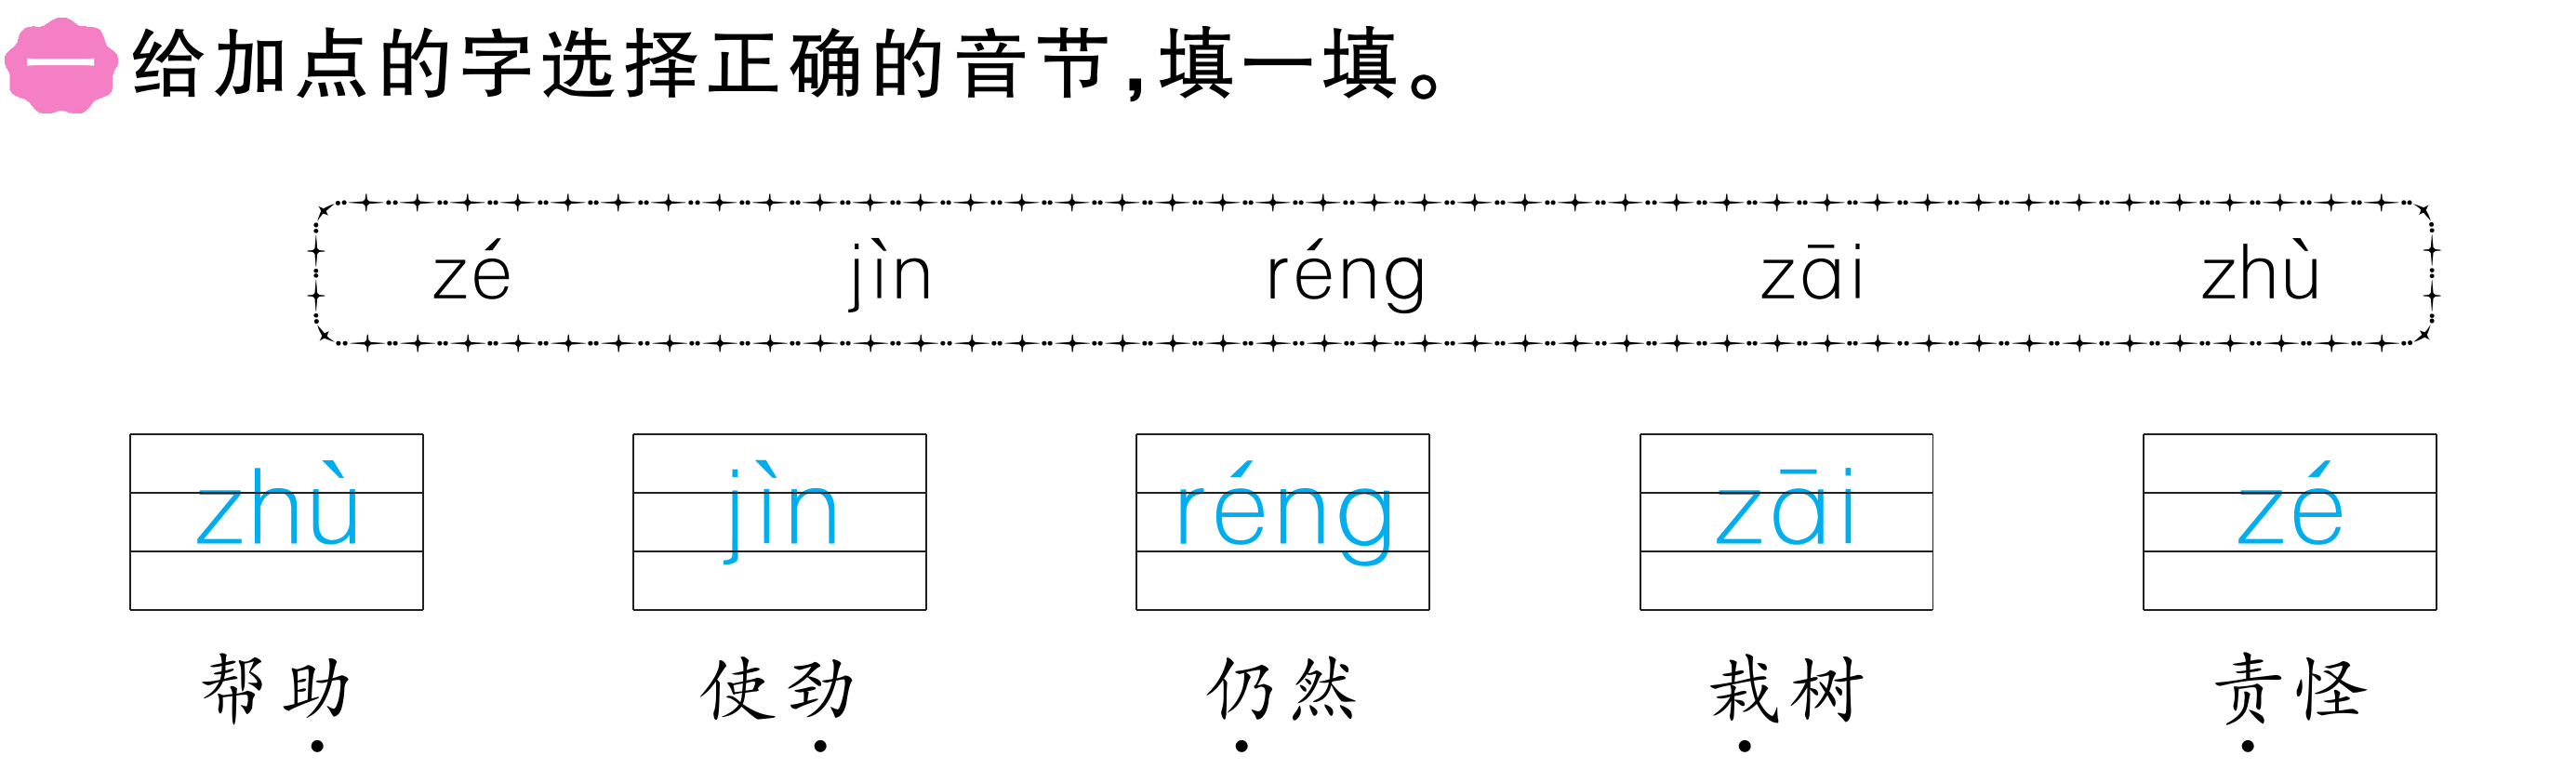 一 给加点的字选择正确的音节,填一填。
zé jìn réng zāi zhù
zhù jìn réng zāi zé
帮助 使劲 仍然 栽树 责怪